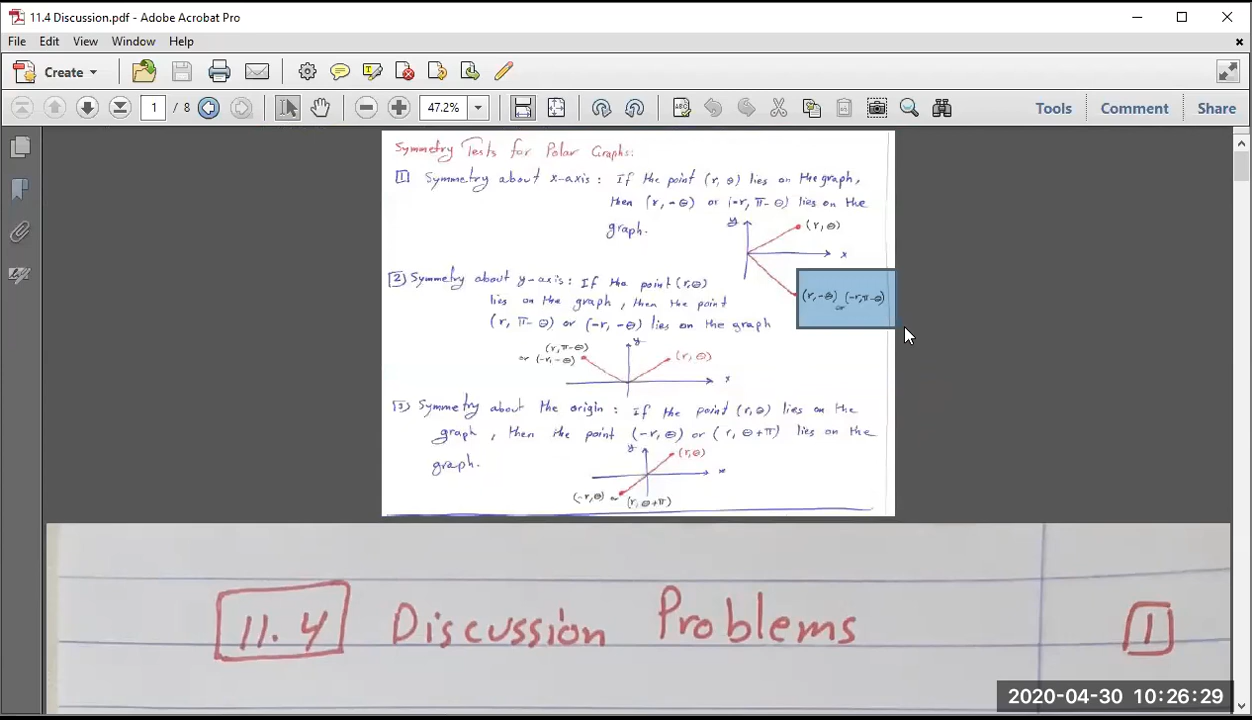 11.4 Discussion.pdf - Adobe Acrobat Pro
File Edit View Window Help
Create
1 / 8 47.2% Tools Comment Share
Symmetry Tests for Polar Graphs:
1 Symmetry about x-axis : If the point (r, θ) lies on the graph,
then (r, -θ) or (-r, π-θ) lies on the
graph.
y
(r, θ)
x
(r, -θ) (-r, π-θ)
or
2 Symmetry about y-axis : If the point (r, θ)
lies on the graph, then the point
(r, π-θ) or (-r, -θ) lies on the graph
y
(r, π-θ)
or (-r, -θ)
(r, θ)
x
3 Symmetry about the origin : If the point (r, θ) lies on the
graph, then the point (-r, θ) or (r, θ+π) lies on the
graph.
y
(r, θ)
x
(-r, θ) or (r, θ+π)
11.4 Discussion Problems 1
2020-04-30 10:26:29